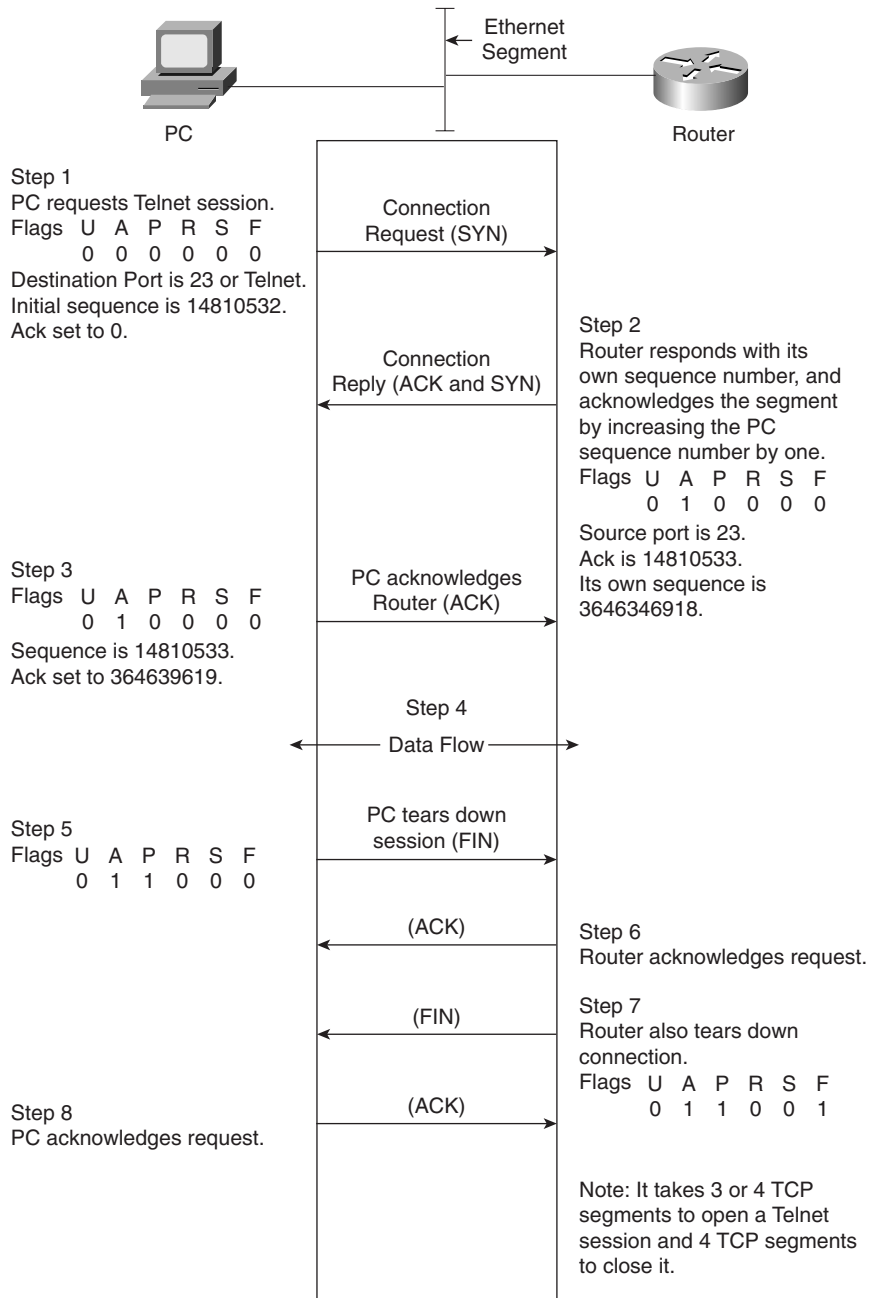 Ethernet
Segment
PC
Router
Step 1
PC requests Telnet session.
Flags U A P R S F
0 0 0 0 0 0
Destination Port is 23 or Telnet.
Initial sequence is 14810532.
Ack set to 0.
Connection
Request (SYN)
Step 2
Router responds with its
own sequence number, and
acknowledges the segment
by increasing the PC
sequence number by one.
Flags U A P R S F
0 1 0 0 0 0
Source port is 23.
Ack is 14810533.
Its own sequence is
3646346918.
Connection
Reply (ACK and SYN)
Step 3
Flags U A P R S F
0 1 0 0 0 0
Sequence is 14810533.
Ack set to 364639619.
PC acknowledges
Router (ACK)
Step 4
Data Flow
Step 5
Flags U A P R S F
0 1 1 0 0 0
PC tears down
session (FIN)
(ACK)
Step 6
Router acknowledges request.
(FIN)
Step 7
Router also tears down
connection.
Flags U A P R S F
0 1 1 0 0 1
Step 8
PC acknowledges request.
(ACK)
Note: It takes 3 or 4 TCP
segments to open a Telnet
session and 4 TCP segments
to close it.